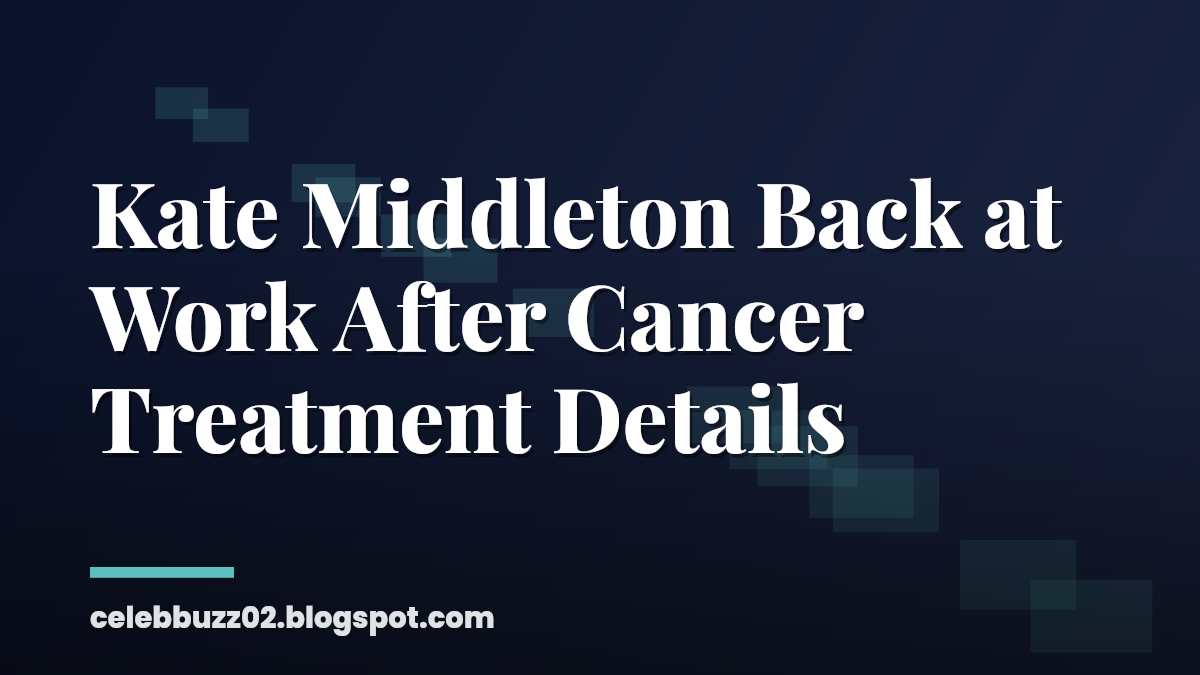 Kate Middleton Back at
Work After Cancer
Treatment Details
celebbuzz02.blogspot.com